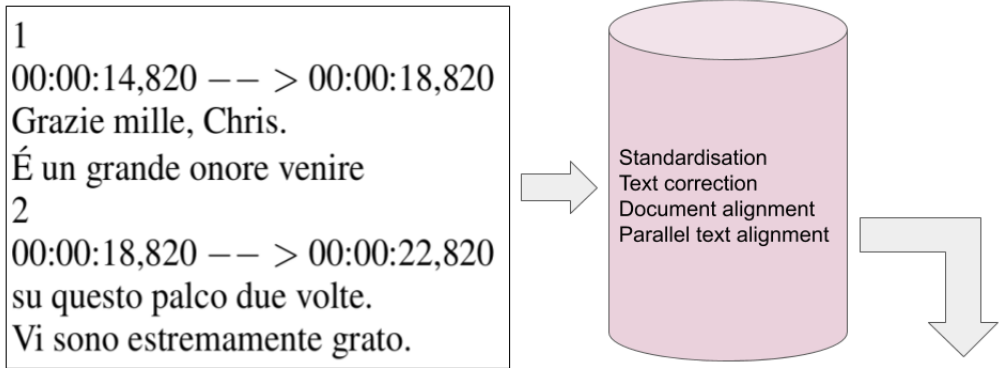 1
00:00:14,820 −− > 00:00:18,820
Grazie mille, Chris.
É un grande onore venire
2
00:00:18,820 −− > 00:00:22,820
su questo palco due volte.
Vi sono estremamente grato.
Standardisation
Text correction
Document alignment
Parallel text alignment